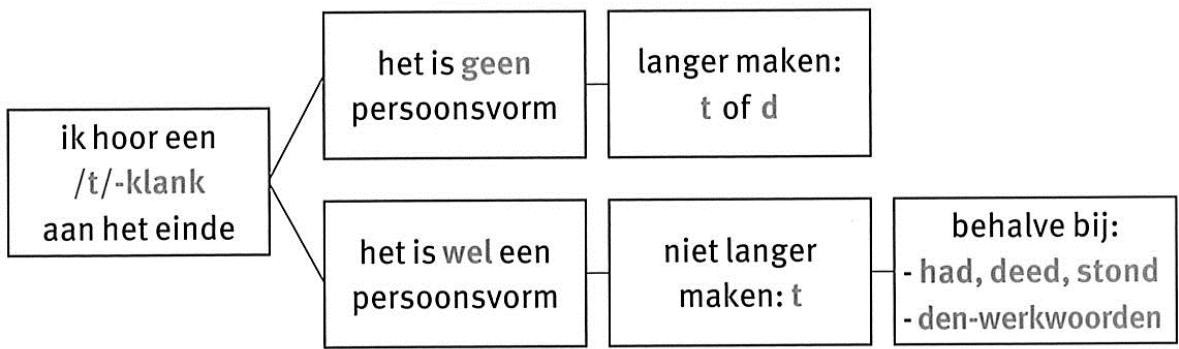 ik hoor een
/t/-klank
aan het einde
het is geen
persoonsvorm
langer maken:
t of d
het is wel een
persoonsvorm
niet langer
maken: t
behalve bij:
- had, deed, stond
- den-werkwoorden